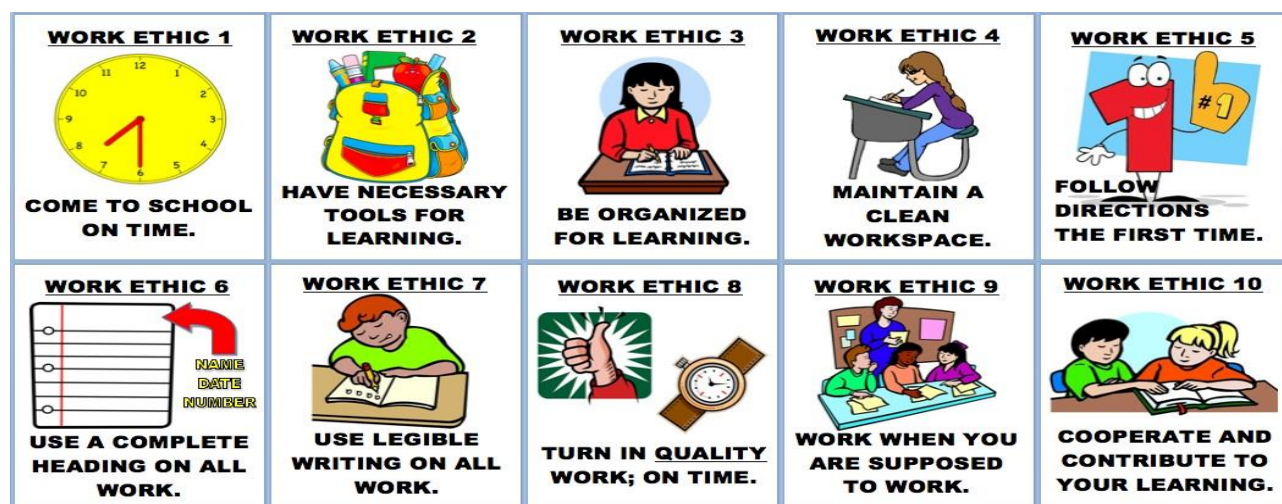 WORK ETHIC 1
12
11
1
10
2
9
3
8
4
7
5
6
COME TO SCHOOL
ON TIME.
WORK ETHIC 2
HAVE NECESSARY
TOOLS FOR
LEARNING.
WORK ETHIC 3
BE ORGANIZED
FOR LEARNING.
WORK ETHIC 4
MAINTAIN A
CLEAN
WORKSPACE.
WORK ETHIC 5
#1
FOLLOW
DIRECTIONS
THE FIRST TIME.
WORK ETHIC 6
NAME
DATE
NUMBER
USE A COMPLETE
HEADING ON ALL
WORK.
WORK ETHIC 7
USE LEGIBLE
WRITING ON ALL
WORK.
WORK ETHIC 8
TURN IN QUALITY
WORK; ON TIME.
WORK ETHIC 9
WORK WHEN YOU
ARE SUPPOSED
TO WORK.
WORK ETHIC 10
COOPERATE AND
CONTRIBUTE TO
YOUR LEARNING.